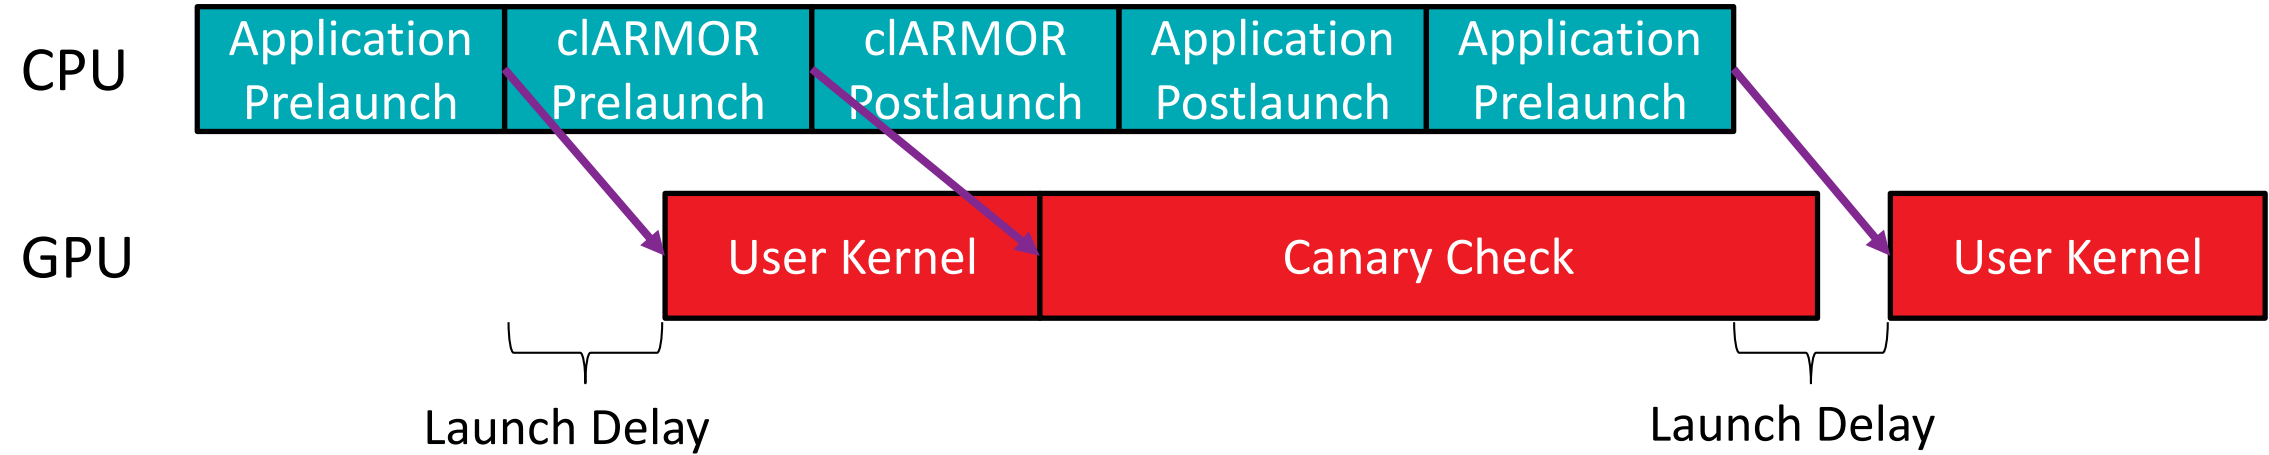 CPU
Application
Prelaunch
clARMOR
Prelaunch
clARMOR
Postlaunch
Application
Postlaunch
Application
Prelaunch
GPU
User Kernel
Canary Check
User Kernel
Launch Delay
Launch Delay